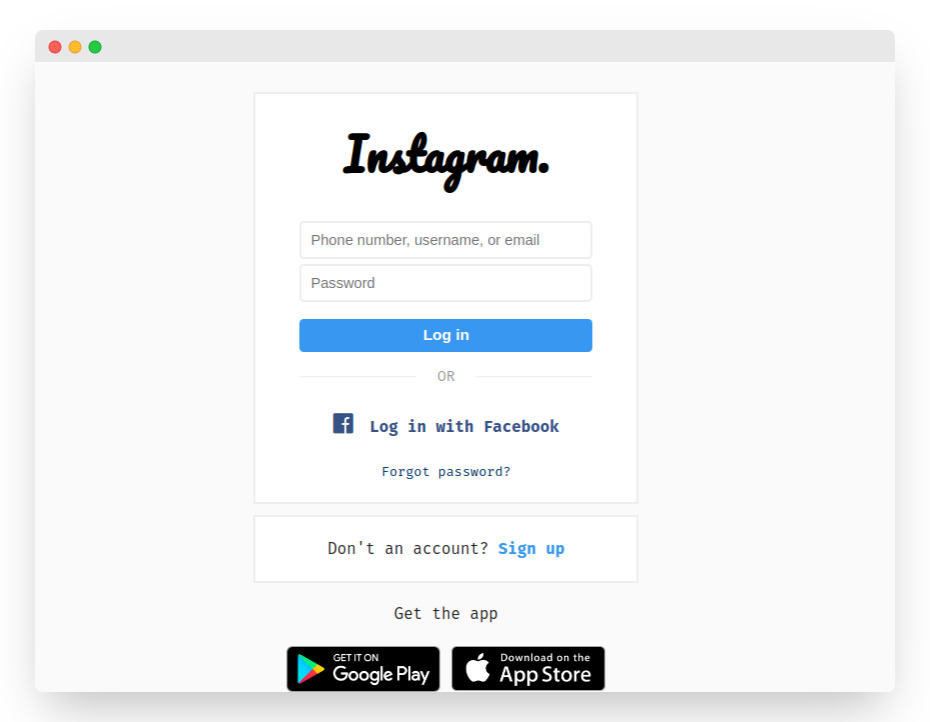 Instagram.
Phone number, username, or email
Password
Log in
OR
Log in with Facebook
Forgot password?
Don't an account? Sign up
Get the app
GET IT ON
Google Play
Download on the
App Store